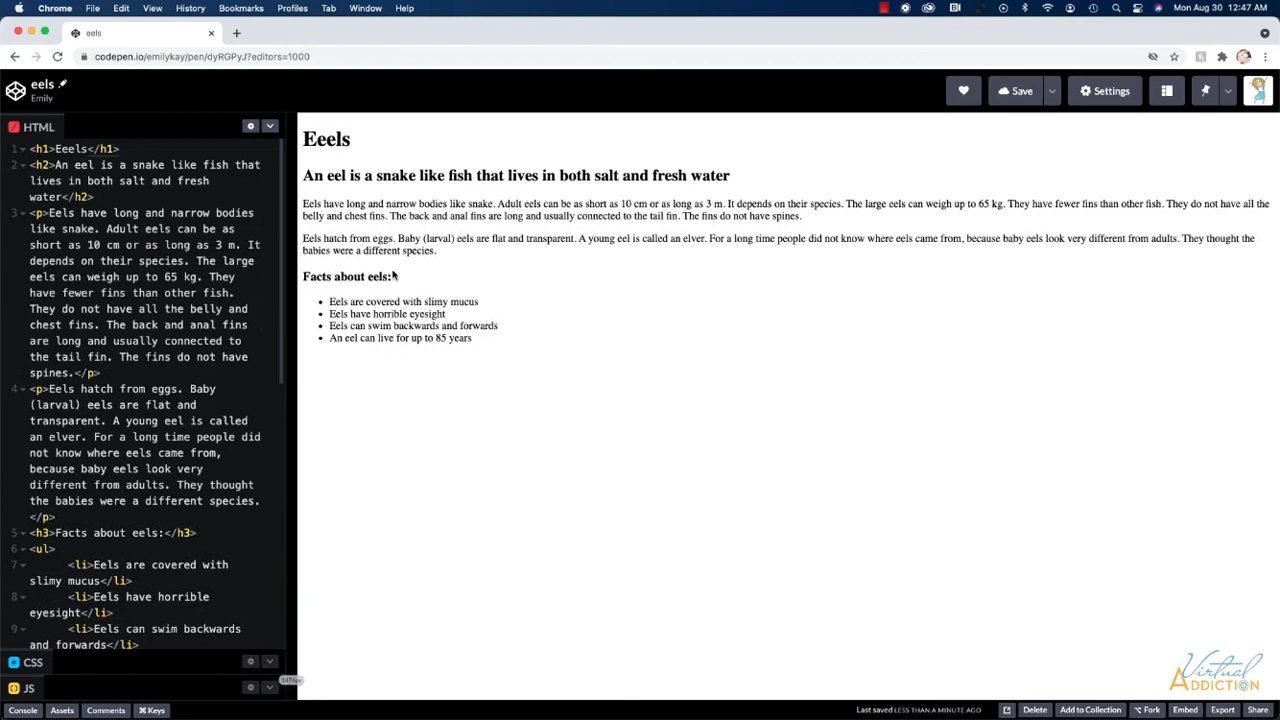 Chrome File Edit View History Bookmarks Profiles Tab Window Help Mon Aug 30 12:47 AM
eels
codepen.io/emilykay/pen/dyRGPyJ?editors=1000
eels
Emily
Save Settings
HTML
1 <h1>Eeels</h1>
2 <h2>An eel is a snake like fish that
lives in both salt and fresh
water</h2>
3 <p>Eels have long and narrow bodies
like snake. Adult eels can be as
short as 10 cm or as long as 3 m. It
depends on their species. The large
eels can weigh up to 65 kg. They
have fewer fins than other fish.
They do not have all the belly and
chest fins. The back and anal fins
are long and usually connected to
the tail fin. The fins do not have
spines.</p>
4 <p>Eels hatch from eggs. Baby
(larval) eels are flat and
transparent. A young eel is called
an elver. For a long time people did
not know where eels came from,
because baby eels look very
different from adults. They thought
the babies were a different species.
</p>
5 <h3>Facts about eels:</h3>
6 <ul>
7 <li>Eels are covered with
slimy mucus</li>
8 <li>Eels have horrible
eyesight</li>
9 <li>Eels can swim backwards
and forwards</li>
CSS
JS
1474px
Eeels
An eel is a snake like fish that lives in both salt and fresh water
Eels have long and narrow bodies like snake. Adult eels can be as short as 10 cm or as long as 3 m. It depends on their species. The large eels can weigh up to 65 kg. They have fewer fins than other fish. They do not have all the
belly and chest fins. The back and anal fins are long and usually connected to the tail fin. The fins do not have spines.
Eels hatch from eggs. Baby (larval) eels are flat and transparent. A young eel is called an elver. For a long time people did not know where eels came from, because baby eels look very different from adults. They thought the
babies were a different species.
Facts about eels:
• Eels are covered with slimy mucus
• Eels have horrible eyesight
• Eels can swim backwards and forwards
• An eel can live for up to 85 years
Virtual
ADDICTION
Console Assets Comments ⌘ Keys Last saved LESS THAN A MINUTE AGO Delete Add to Collection Fork Embed Export Share